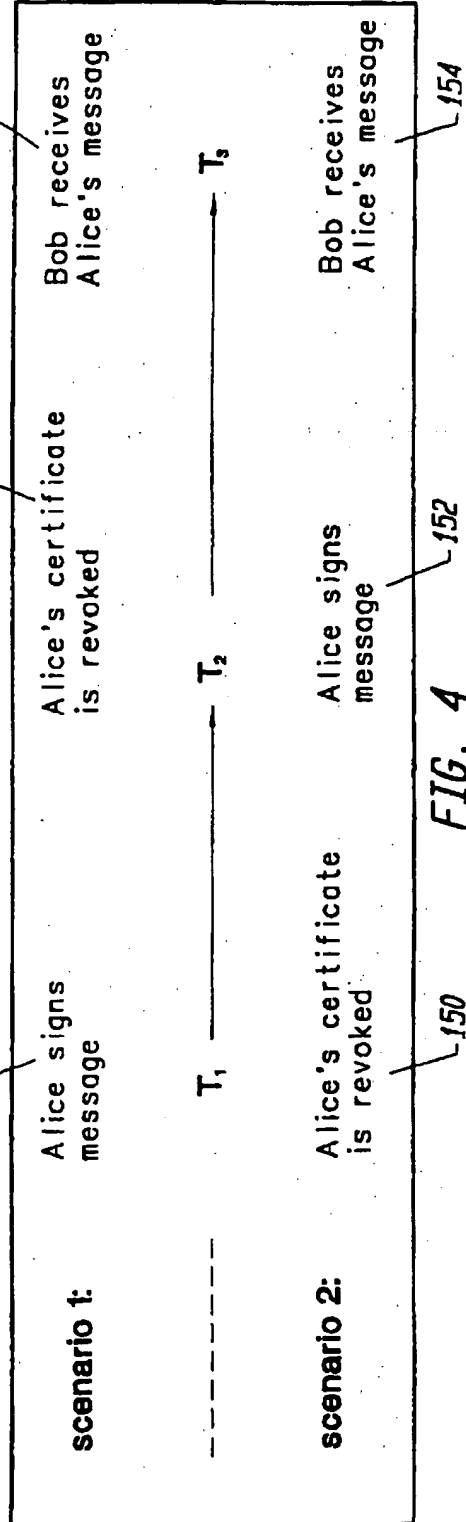 scenario 1:
Alice signs
message
Alice's certificate
is revoked
Bob receives
Alice's message
T₁
T₂
T₃
scenario 2:
Alice's certificate
is revoked
Alice signs
message
Bob receives
Alice's message
150
152
154
FIG. 4